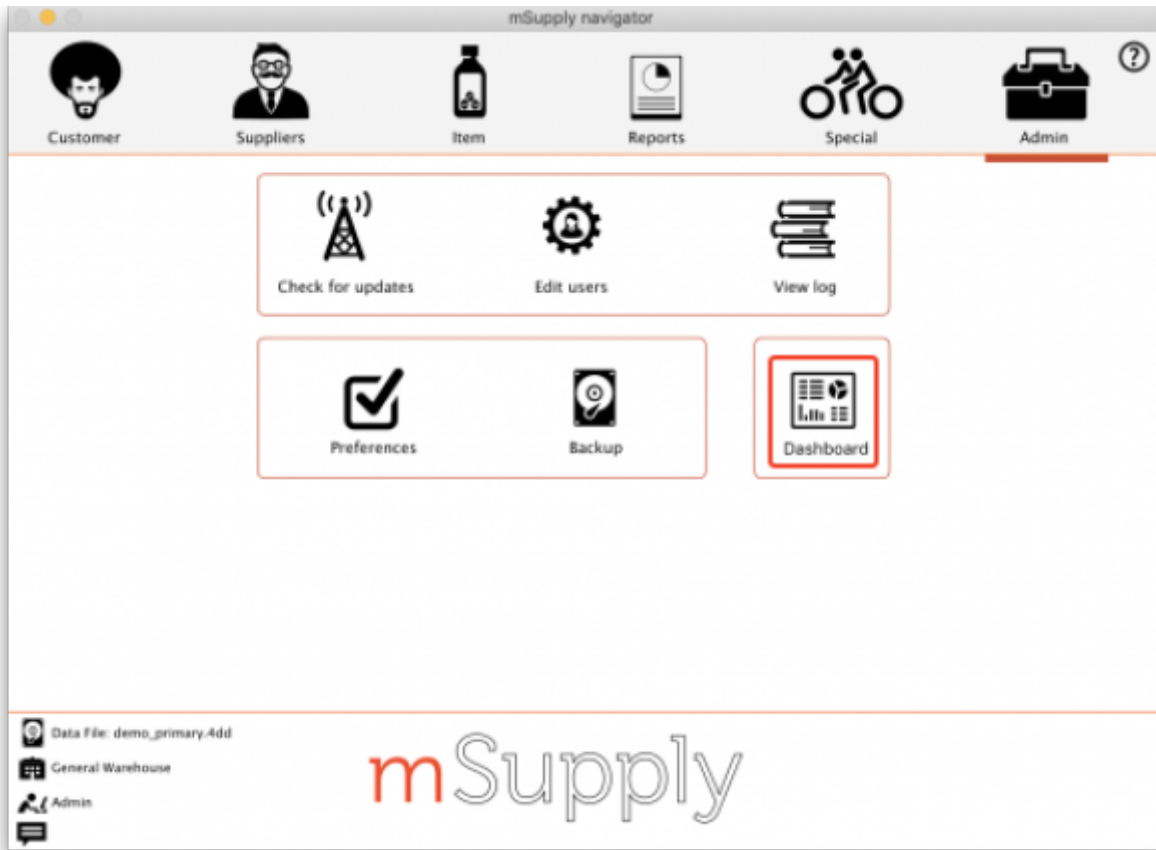 mSupply navigator
?
Customer Suppliers Item Reports Special Admin
Check for updates Edit users View log
Preferences Backup Dashboard
Data File: demo_primary.4dd
General Warehouse
Admin
mSupply